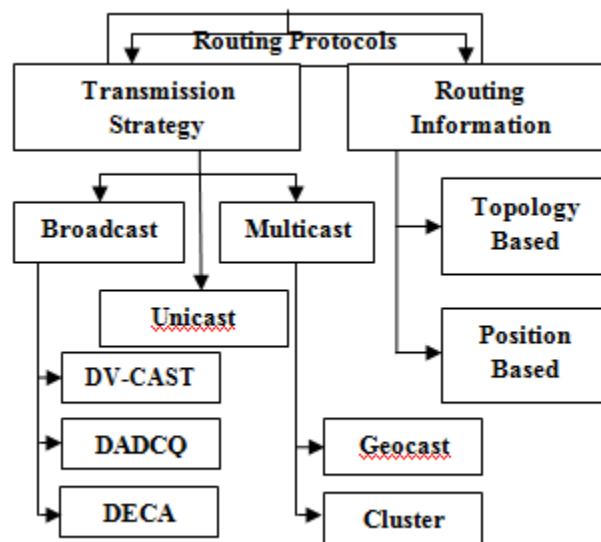 Routing Protocols
Transmission
Strategy
Routing
Information
Broadcast
Multicast
Topology
Based
Unicast
Position
Based
DV-CAST
DADCQ
Geocast
DECA
Cluster